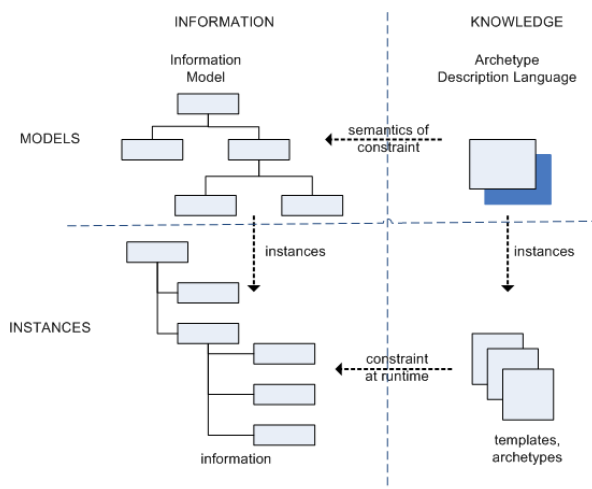 INFORMATION
KNOWLEDGE
Information
Model
Archetype
Description Language
MODELS
semantics of
constraint
instances
instances
INSTANCES
constraint
at runtime
information
templates,
archetypes